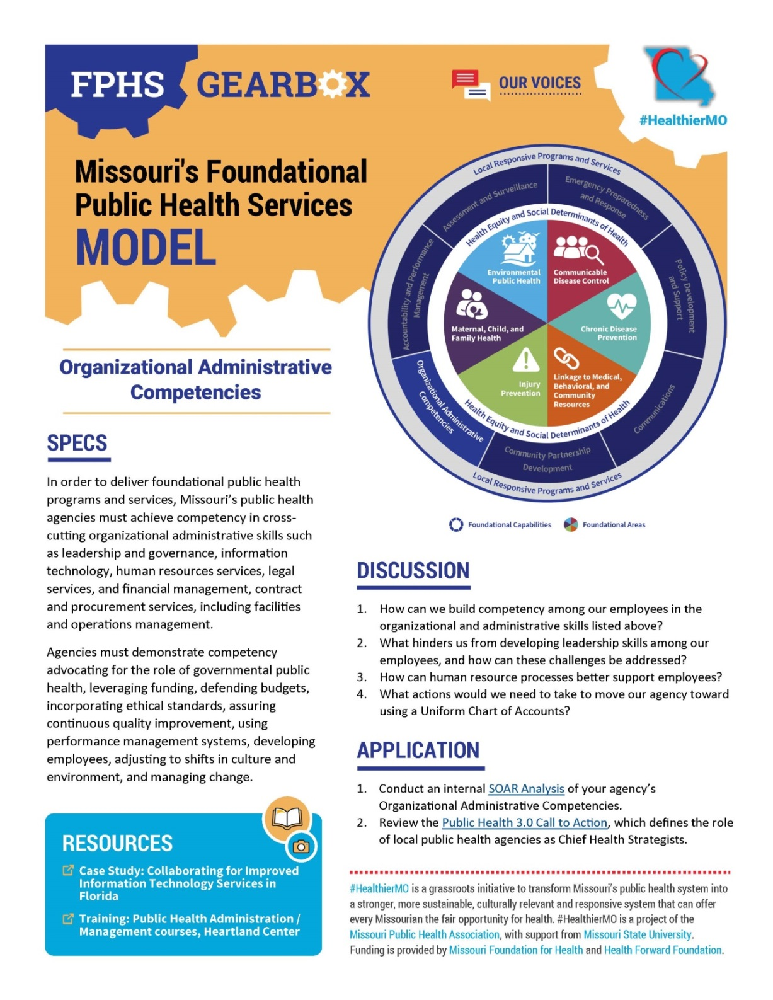 FPHS GEARBOX
OUR VOICES
#HealthierMO
Missouri's Foundational
Public Health Services
MODEL
Local Responsive Programs and Services
Assessment and Surveillance
Emergency Preparedness
and Response
Accountability and Performance
Management
Policy Development
and Support
Health Equity and Social Determinants of Health
Environmental
Public Health
Communicable
Disease Control
Maternal, Child, and
Family Health
Chronic Disease
Prevention
Injury
Prevention
Linkage to Medical,
Behavioral, and
Community
Resources
Organizational Administrative
Competencies
Communications
Health Equity and Social Determinants of Health
Community Partnership
Development
Local Responsive Programs and Services
Foundational Capabilities
Foundational Areas
Organizational Administrative
Competencies
SPECS
In order to deliver foundational public health
programs and services, Missouri's public health
agencies must achieve competency in cross-
cutting organizational administrative skills such
as leadership and governance, information
technology, human resources services, legal
services, and financial management, contract
and procurement services, including facilities
and operations management.
Agencies must demonstrate competency
advocating for the role of governmental public
health, leveraging funding, defending budgets,
incorporating ethical standards, assuring
continuous quality improvement, using
performance management systems, developing
employees, adjusting to shifts in culture and
environment, and managing change.
RESOURCES
Case Study: Collaborating for Improved
Information Technology Services in
Florida
Training: Public Health Administration /
Management courses, Heartland Center
DISCUSSION
1. How can we build competency among our employees in the
organizational and administrative skills listed above?
2. What hinders us from developing leadership skills among our
employees, and how can these challenges be addressed?
3. How can human resource processes better support employees?
4. What actions would we need to take to move our agency toward
using a Uniform Chart of Accounts?
APPLICATION
1. Conduct an internal SOAR Analysis of your agency's
Organizational Administrative Competencies.
2. Review the Public Health 3.0 Call to Action, which defines the role
of local public health agencies as Chief Health Strategists.
#HealthierMO is a grassroots initiative to transform Missouri's public health system into
a stronger, more sustainable, culturally relevant and responsive system that can offer
every Missourian the fair opportunity for health. #HealthierMO is a project of the
Missouri Public Health Association, with support from Missouri State University.
Funding is provided by Missouri Foundation for Health and Health Forward Foundation.